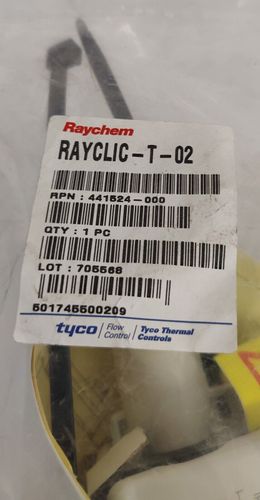 Raychem
RAYCLIC-T-02
RPN : 441524-000
QTY : 1 PC
LOT : 705568
501745500209
tyco
Flow
Control
Tyco Thermal
Controls